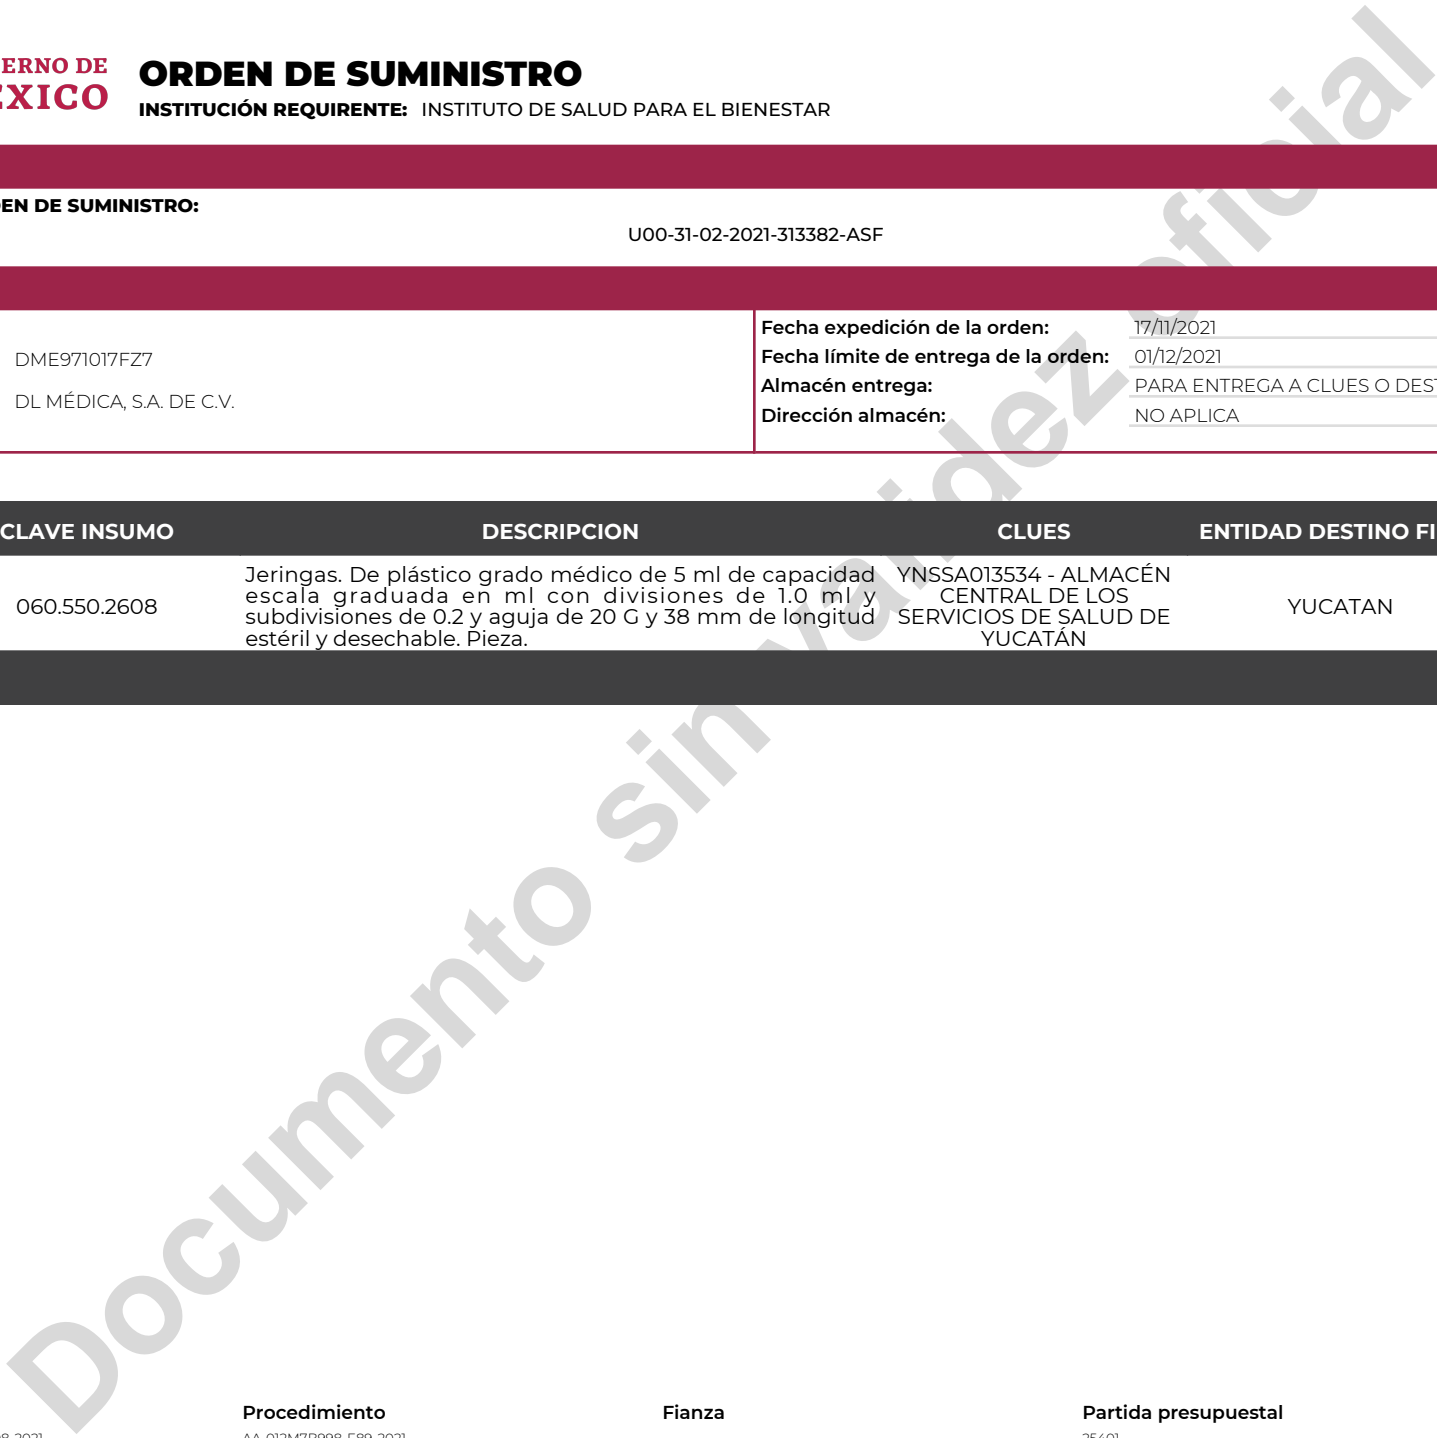 ERNO DE
EXICO
ORDEN DE SUMINISTRO
INSTITUCIÓN REQUIRENTE: INSTITUTO DE SALUD PARA EL BIENESTAR
EN DE SUMINISTRO:
U00-31-02-2021-313382-ASF
DME971017FZ7
DL MÉDICA, S.A. DE C.V.
Fecha expedición de la orden: 17/11/2021
Fecha límite de entrega de la orden: 01/12/2021
Almacén entrega: PARA ENTREGA A CLUES O DEST
Dirección almacén: NO APLICA
CLAVE INSUMO DESCRIPCION CLUES ENTIDAD DESTINO FI
060.550.2608
Jeringas. De plástico grado médico de 5 ml de capacidad
escala graduada en ml con divisiones de 1.0 ml y
subdivisiones de 0.2 y aguja de 20 G y 38 mm de longitud
estéril y desechable. Pieza.
YNSSA013534 - ALMACÉN
CENTRAL DE LOS
SERVICIOS DE SALUD DE
YUCATÁN
YUCATAN
Documento sin validez oficial
Procedimiento Fianza Partida presupuestal